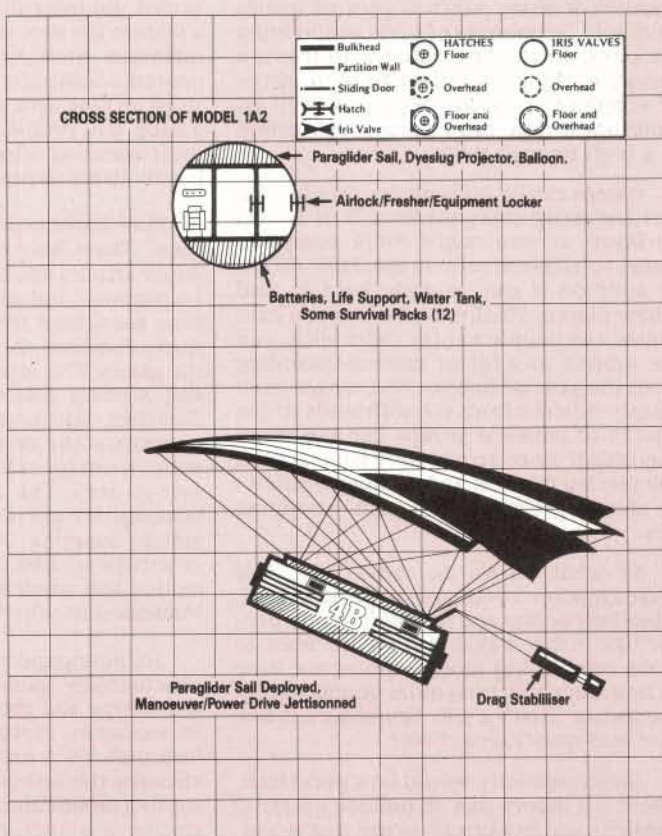 Bulkhead
Partition Wall
Sliding Door
Hatch
Iris Valve
HATCHES
Floor
Overhead
Floor and
Overhead
IRIS VALVES
Floor
Overhead
Floor and
Overhead
CROSS SECTION OF MODEL 1A2
Paraglider Sail, Dyeslug Projector, Balloon.
Airlock/Fresher/Equipment Locker
Batteries, Life Support, Water Tank,
Some Survival Packs (12)
4B
Paraglider Sail Deployed,
Manoeuver/Power Drive Jettisonned
Drag Stabliliser